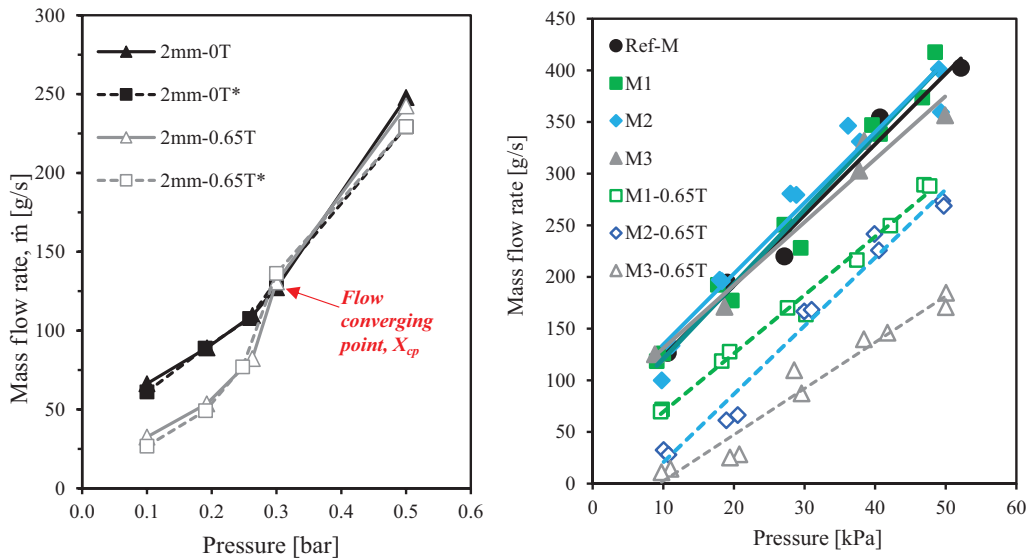 300
250
200
150
100
50
0
Mass flow rate, ṁ [g/s]
2mm-0T
2mm-0T*
2mm-0.65T
2mm-0.65T*
Flow
converging
point, Xcp
0.0 0.1 0.2 0.3 0.4 0.5
Pressure [bar]
450
400
350
300
250
200
150
100
50
0
Mass flow rate [g/s]
Ref-M
M1
M2
M3
M1-0.65T
M2-0.65T
M3-0.65T
0 10 20 30 40 50 60
Pressure [kPa]